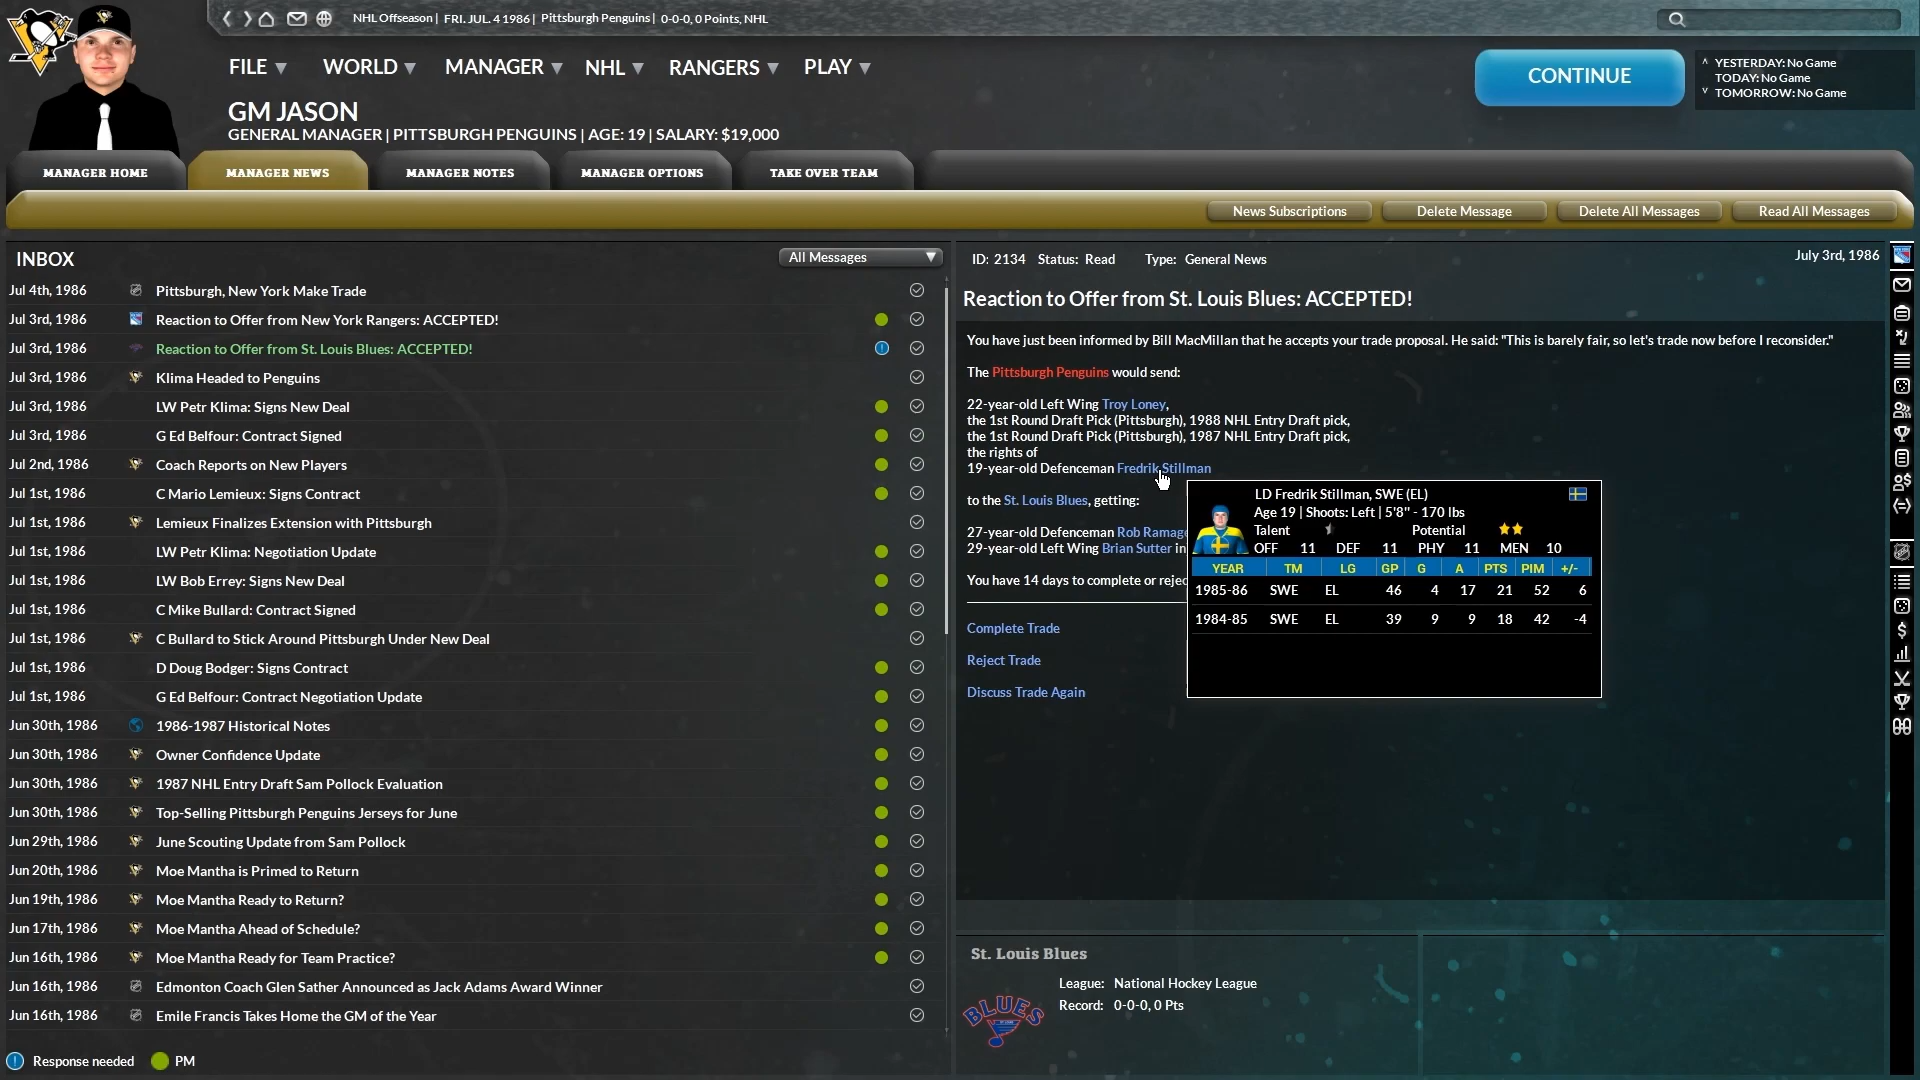 NHL Offseason | FRI. JUL. 4 1986 | Pittsburgh Penguins | 0-0-0, 0 Points, NHL
FILE WORLD MANAGER NHL RANGERS PLAY
CONTINUE
YESTERDAY: No Game
TODAY: No Game
TOMORROW: No Game
GM JASON
GENERAL MANAGER | PITTSBURGH PENGUINS | AGE: 19 | SALARY: $19,000
MANAGER HOME MANAGER NEWS MANAGER NOTES MANAGER OPTIONS TAKE OVER TEAM
News Subscriptions Delete Message Delete All Messages Read All Messages
INBOX All Messages
Jul 4th, 1986 Pittsburgh, New York Make Trade
Jul 3rd, 1986 Reaction to Offer from New York Rangers: ACCEPTED!
Jul 3rd, 1986 Reaction to Offer from St. Louis Blues: ACCEPTED!
Jul 3rd, 1986 Klima Headed to Penguins
Jul 3rd, 1986 LW Petr Klima: Signs New Deal
Jul 3rd, 1986 G Ed Belfour: Contract Signed
Jul 2nd, 1986 Coach Reports on New Players
Jul 1st, 1986 C Mario Lemieux: Signs Contract
Jul 1st, 1986 Lemieux Finalizes Extension with Pittsburgh
Jul 1st, 1986 LW Petr Klima: Negotiation Update
Jul 1st, 1986 LW Bob Errey: Signs New Deal
Jul 1st, 1986 C Mike Bullard: Contract Signed
Jul 1st, 1986 C Bullard to Stick Around Pittsburgh Under New Deal
Jul 1st, 1986 D Doug Bodger: Signs Contract
Jul 1st, 1986 G Ed Belfour: Contract Negotiation Update
Jun 30th, 1986 1986-1987 Historical Notes
Jun 30th, 1986 Owner Confidence Update
Jun 30th, 1986 1987 NHL Entry Draft Sam Pollock Evaluation
Jun 30th, 1986 Top-Selling Pittsburgh Penguins Jerseys for June
Jun 29th, 1986 June Scouting Update from Sam Pollock
Jun 20th, 1986 Moe Mantha is Primed to Return
Jun 19th, 1986 Moe Mantha Ready to Return?
Jun 17th, 1986 Moe Mantha Ahead of Schedule?
Jun 16th, 1986 Moe Mantha Ready for Team Practice?
Jun 16th, 1986 Edmonton Coach Glen Sather Announced as Jack Adams Award Winner
Jun 16th, 1986 Emile Francis Takes Home the GM of the Year
Response needed PM
ID: 2134 Status: Read Type: General News July 3rd, 1986
Reaction to Offer from St. Louis Blues: ACCEPTED!
You have just been informed by Bill MacMillan that he accepts your trade proposal. He said: "This is barely fair, so let's trade now before I reconsider."
The Pittsburgh Penguins would send:
22-year-old Left Wing Troy Loney,
the 1st Round Draft Pick (Pittsburgh), 1988 NHL Entry Draft pick,
the 1st Round Draft Pick (Pittsburgh), 1987 NHL Entry Draft pick,
the rights of
19-year-old Defenceman Fredrik Stillman
to the St. Louis Blues, getting:
27-year-old Defenceman Rob Ramage
29-year-old Left Wing Brian Sutter in
You have 14 days to complete or rejec
Complete Trade
Reject Trade
Discuss Trade Again
LD Fredrik Stillman, SWE (EL)
Age 19 | Shoots: Left | 5'8" - 170 lbs
Talent Potential
OFF 11 DEF 11 PHY 11 MEN 10
YEAR TM LG GP G A PTS PIM +/-
1985-86 SWE EL 46 4 17 21 52 6
1984-85 SWE EL 39 9 9 18 42 -4
St. Louis Blues
League: National Hockey League
Record: 0-0-0, 0 Pts
BLUES